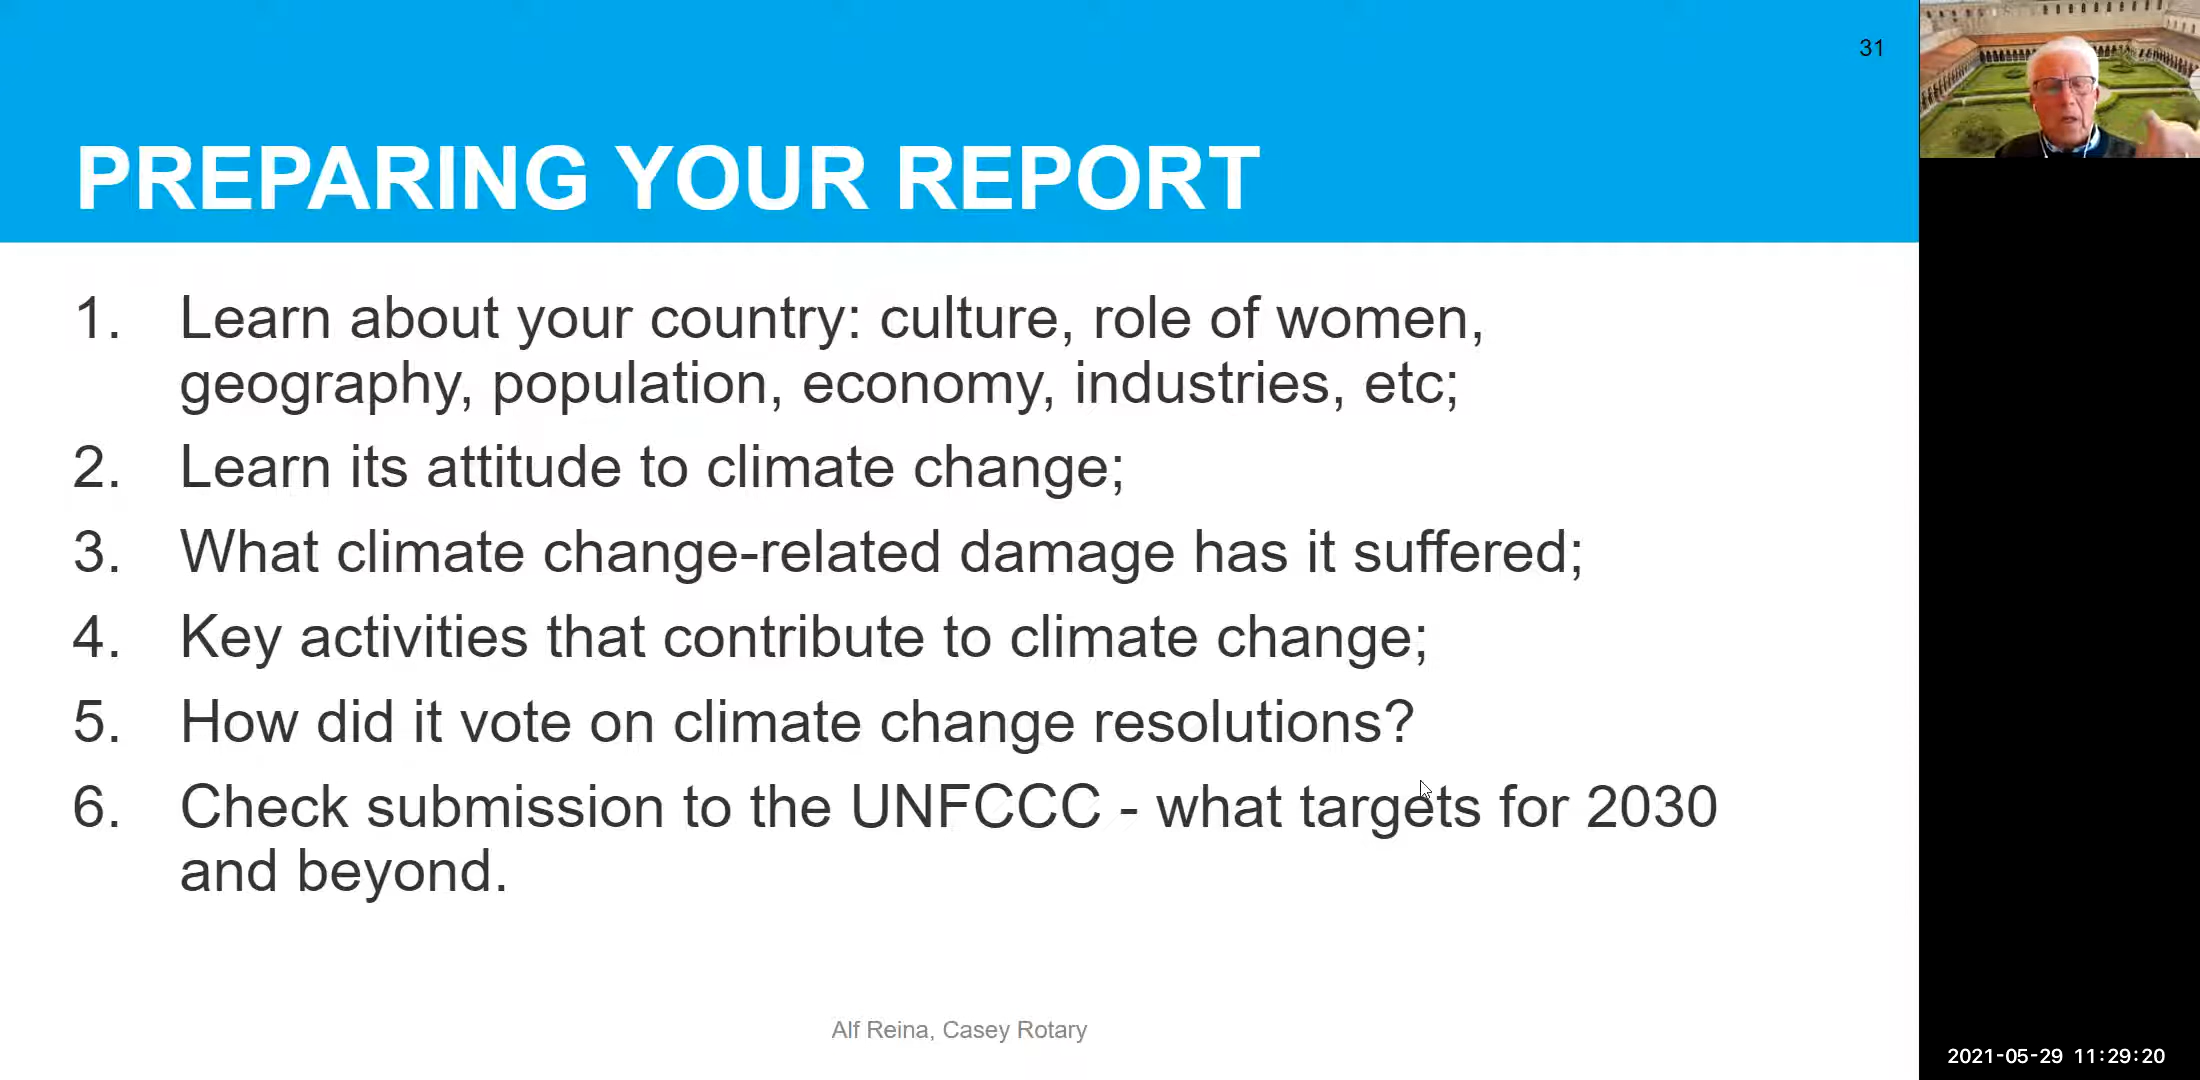 31
PREPARING YOUR REPORT
1. Learn about your country: culture, role of women,
geography, population, economy, industries, etc;
2. Learn its attitude to climate change;
3. What climate change-related damage has it suffered;
4. Key activities that contribute to climate change;
5. How did it vote on climate change resolutions?
6. Check submission to the UNFCCC - what targets for 2030
and beyond.
Alf Reina, Casey Rotary
2021-05-29 11:29:20